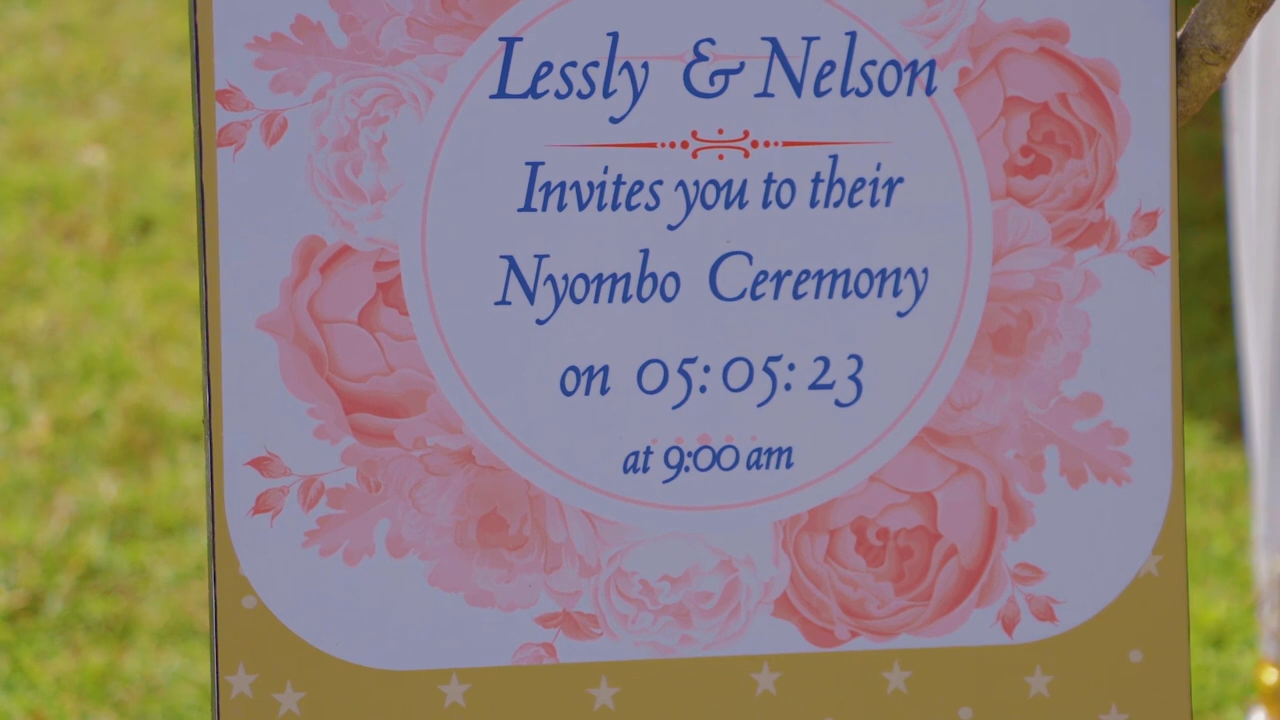 Lessly & Nelson
Invites you to their
Nyombo Ceremony
on 05:05:23
at 9:00 am